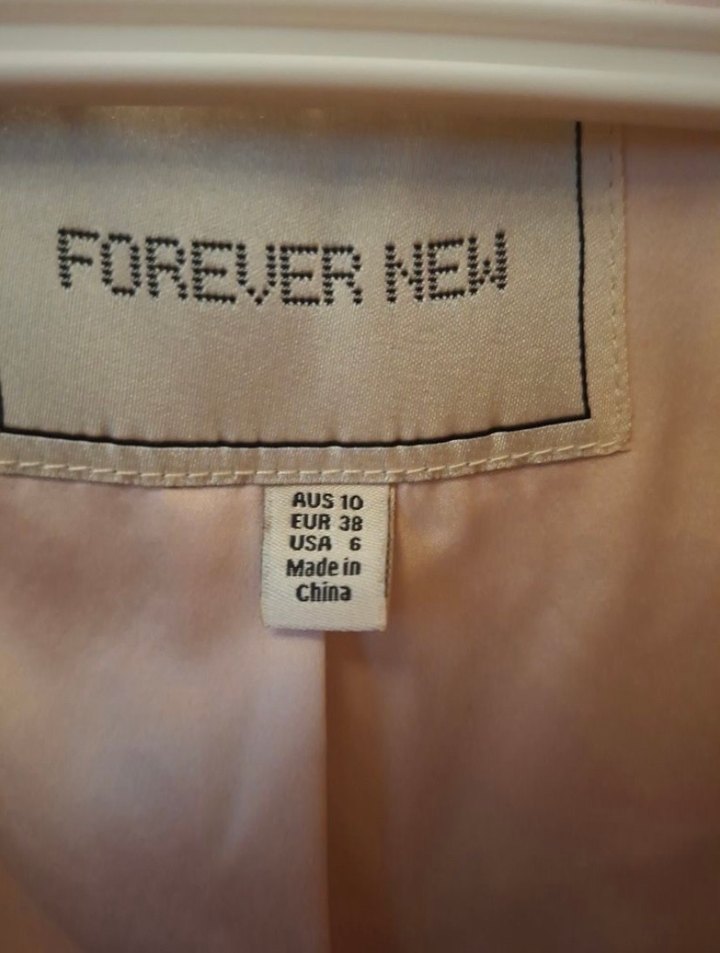 FOREVER NEW
AUS 10
EUR 38
USA 6
Made in
China